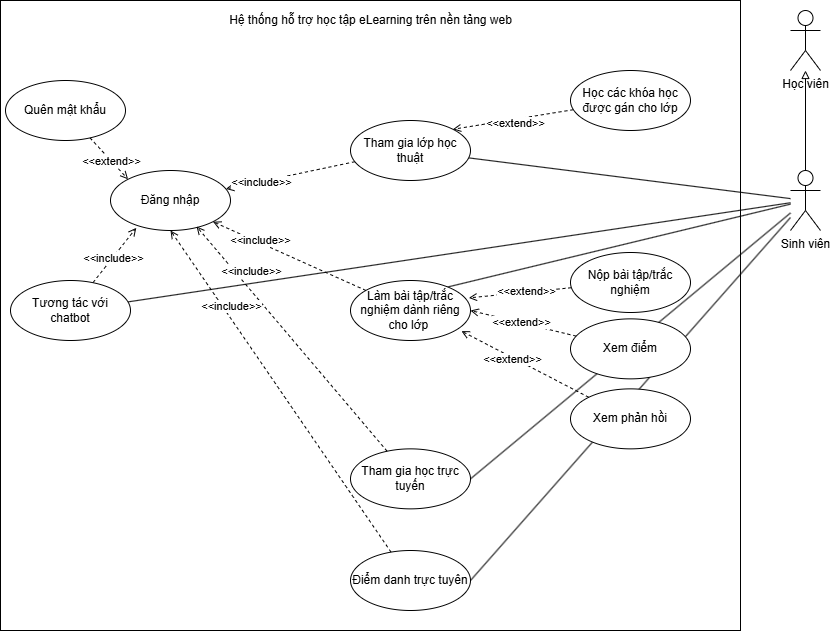 Hệ thống hỗ trợ học tập eLearning trên nền tảng web
Học viên
Quên mật khẩu
Học các khóa học
được gán cho lớp
<<extend>>
Tham gia lớp học
thuật
<<extend>>
<<include>>
Đăng nhập
Sinh viên
<<include>>
<<include>>
<<include>>
Nộp bài tập/trắc
nghiệm
Tương tác với
chatbot
Làm bài tập/trắc
nghiệm dánh riêng
cho lớp
<<extend>>
<<include>>
<<extend>>
Xem điểm
<<extend>>
Xem phản hồi
Tham gia học trực
tuyến
Điểm danh trực tuyên